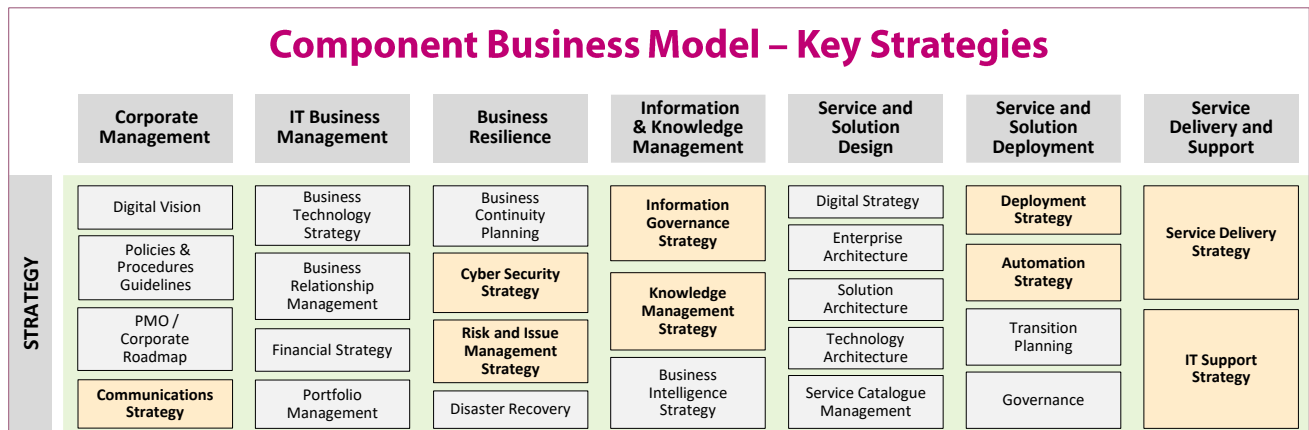 Component Business Model – Key Strategies
Corporate
Management
IT Business
Management
Business
Resilience
Information
& Knowledge
Management
Service and
Solution
Design
Service and
Solution
Deployment
Service
Delivery and
Support
STRATEGY
Digital Vision
Policies &
Procedures
Guidelines
PMO /
Corporate
Roadmap
Communications
Strategy
Business
Technology
Strategy
Business
Relationship
Management
Financial Strategy
Portfolio
Management
Business
Continuity
Planning
Cyber Security
Strategy
Risk and Issue
Management
Strategy
Disaster Recovery
Information
Governance
Strategy
Knowledge
Management
Strategy
Business
Intelligence
Strategy
Digital Strategy
Enterprise
Architecture
Solution
Architecture
Technology
Architecture
Service Catalogue
Management
Deployment
Strategy
Automation
Strategy
Transition
Planning
Governance
Service Delivery
Strategy
IT Support
Strategy